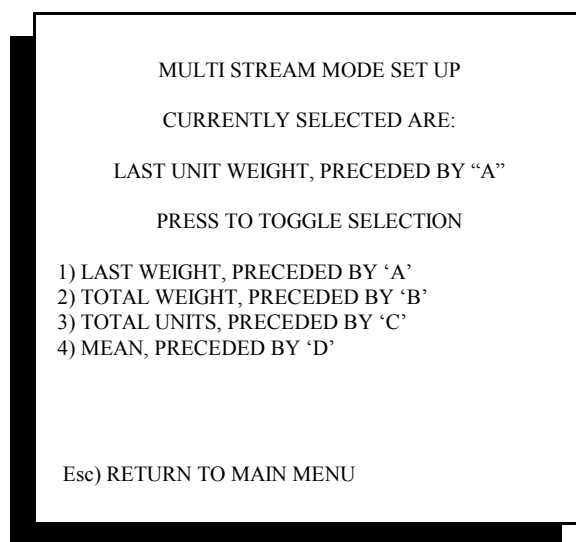 MULTI STREAM MODE SET UP
CURRENTLY SELECTED ARE:
LAST UNIT WEIGHT, PRECEDED BY “A”
PRESS TO TOGGLE SELECTION
1) LAST WEIGHT, PRECEDED BY ‘A’
2) TOTAL WEIGHT, PRECEDED BY ‘B’
3) TOTAL UNITS, PRECEDED BY ‘C’
4) MEAN, PRECEDED BY ‘D’
Esc) RETURN TO MAIN MENU